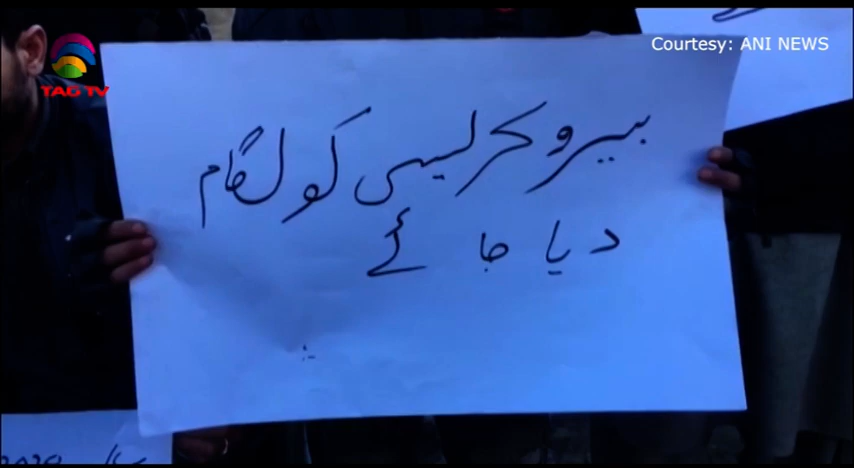 Courtesy: ANI NEWS
TAG TV
بیروکریسی کو لگام
دیا جائے